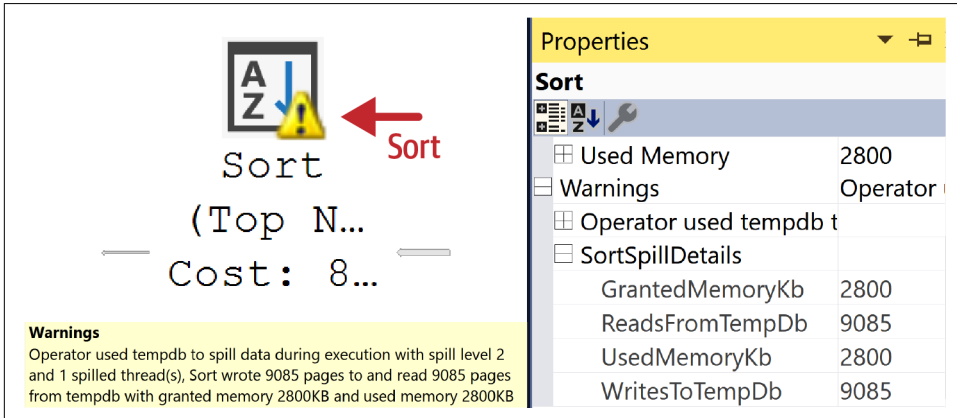 A
Z
Sort
Sort
(Top N...
Cost: 8...
Warnings
Operator used tempdb to spill data during execution with spill level 2
and 1 spilled thread(s), Sort wrote 9085 pages to and read 9085 pages
from tempdb with granted memory 2800KB and used memory 2800KB
Properties
Sort
A
Z
Used Memory 2800
Warnings Operator
Operator used tempdb t
SortSpillDetails
GrantedMemoryKb 2800
ReadsFromTempDb 9085
UsedMemoryKb 2800
WritesToTempDb 9085